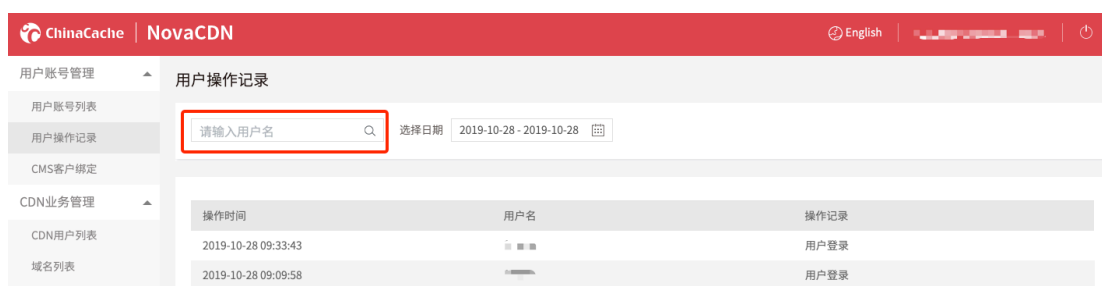 ChinaCache | NovaCDN English
用户账号管理
用户账号列表
用户操作记录
CMS客户绑定
CDN业务管理
CDN用户列表
域名列表
用户操作记录
请输入用户名 选择日期 2019-10-28 - 2019-10-28
操作时间 用户名 操作记录
2019-10-28 09:33:43 用户登录
2019-10-28 09:09:58 用户登录